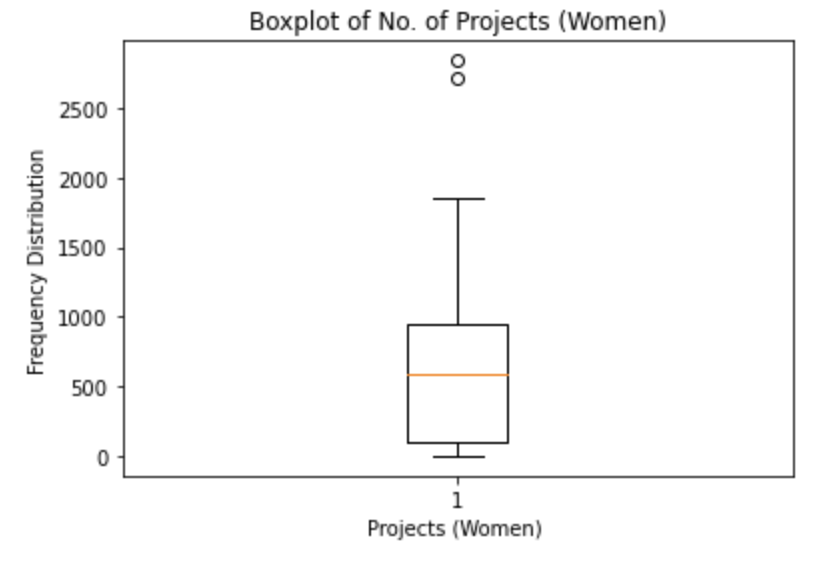 Boxplot of No. of Projects (Women)
Frequency Distribution
2500
2000
1500
1000
500
0
1
Projects (Women)